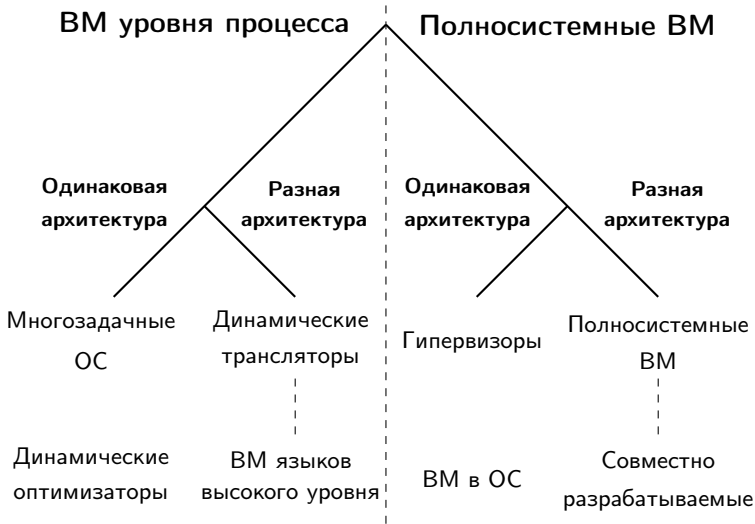 ВМ уровня процесса
Полносистемные ВМ
Одинаковая
архитектура
Разная
архитектура
Одинаковая
архитектура
Разная
архитектура
Многозадачные
ОС
Динамические
трансляторы
Гипервизоры
Полносистемные
ВМ
Динамические
оптимизаторы
ВМ языков
высокого уровня
ВМ в ОС
Совместно
разрабатываемые